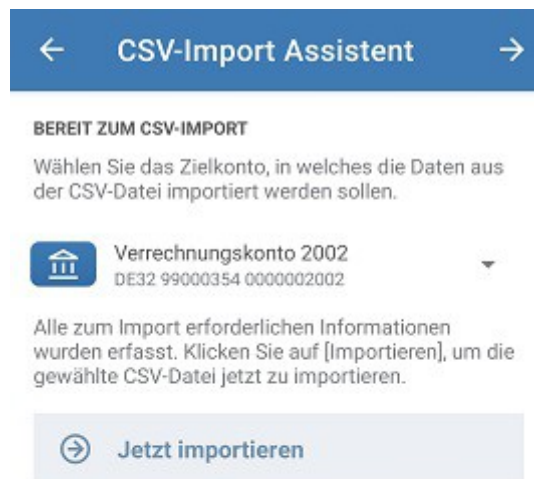 CSV-Import Assistent
BEREIT ZUM CSV-IMPORT
Wählen Sie das Zielkonto, in welches die Daten aus
der CSV-Datei importiert werden sollen.
Verrechnungskonto 2002
DE32 99000354 0000002002
Alle zum Import erforderlichen Informationen
wurden erfasst. Klicken Sie auf [Importieren], um die
gewählte CSV-Datei jetzt zu importieren.
Jetzt importieren